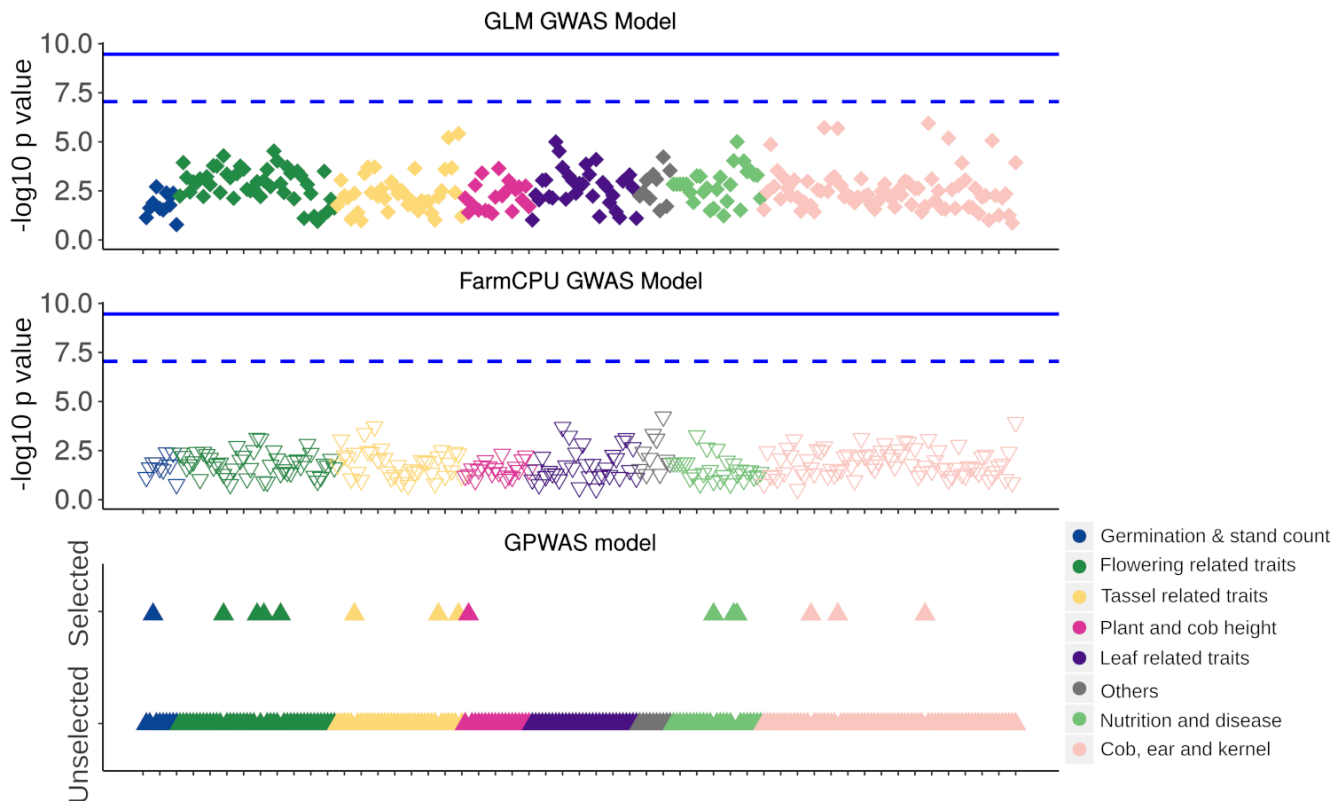 GLM GWAS Model
-log10 p value
10.0
7.5
5.0
2.5
0.0
FarmCPU GWAS Model
-log10 p value
10.0
7.5
5.0
2.5
0.0
GPWAS model
Selected
Unselected
Germination & stand count
Flowering related traits
Tassel related traits
Plant and cob height
Leaf related traits
Others
Nutrition and disease
Cob, ear and kernel